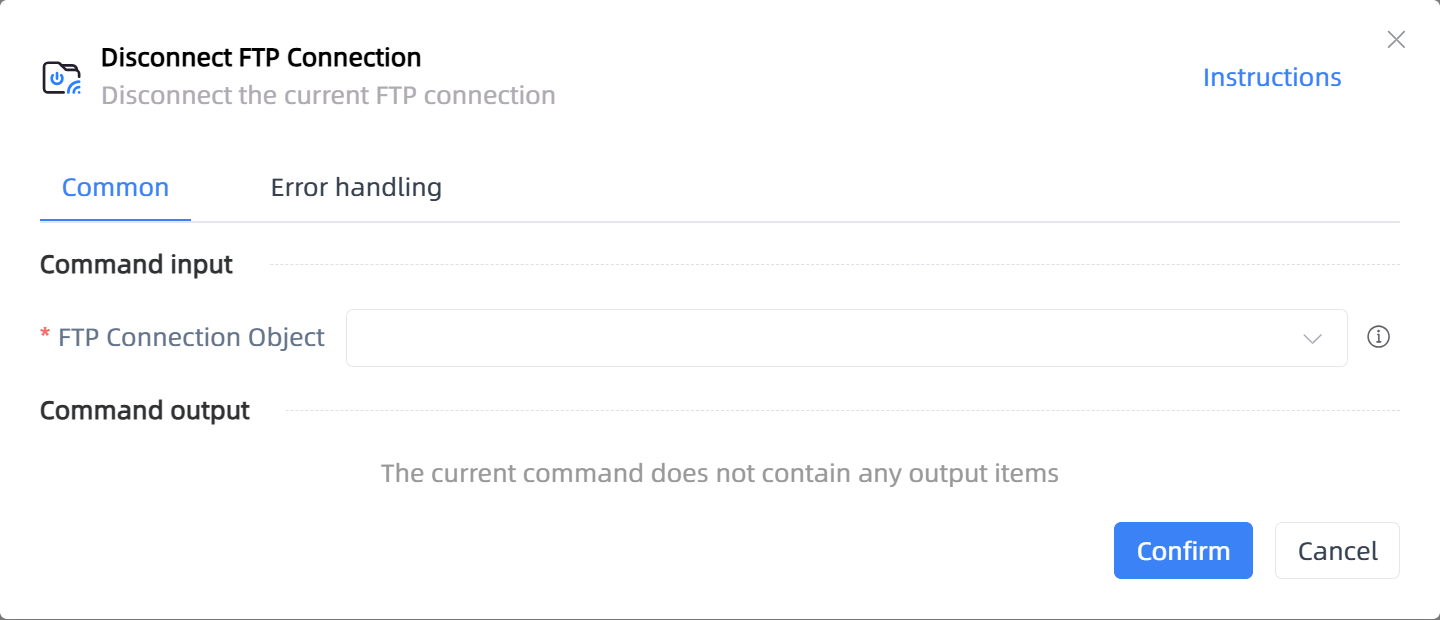 Disconnect FTP Connection
Disconnect the current FTP connection
Instructions
Common
Error handling
Command input
* FTP Connection Object
Command output
The current command does not contain any output items
Confirm
Cancel